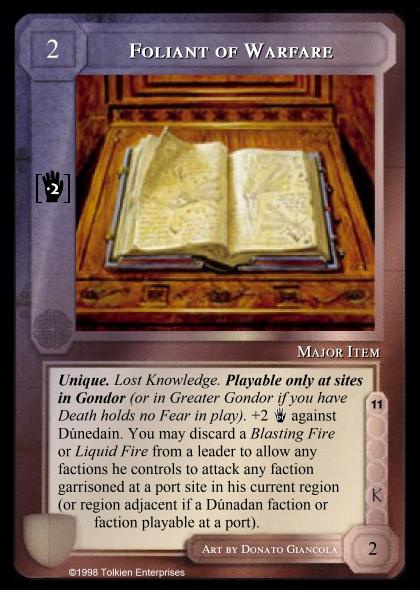 2
FOLIANT OF WARFARE
[2]
MAJOR ITEM
Unique. Lost Knowledge. Playable only at sites
in Gondor (or in Greater Gondor if you have
Death holds no Fear in play). +2 against
Dúnedain. You may discard a Blasting Fire
or Liquid Fire from a leader to allow any
factions he controls to attack any faction
garrisoned at a port site in his current region
(or region adjacent if a Dúnadan faction or
faction playable at a port).
11
K
ART BY DONATO GIANCOLA
2
©1998 Tolkien Enterprises